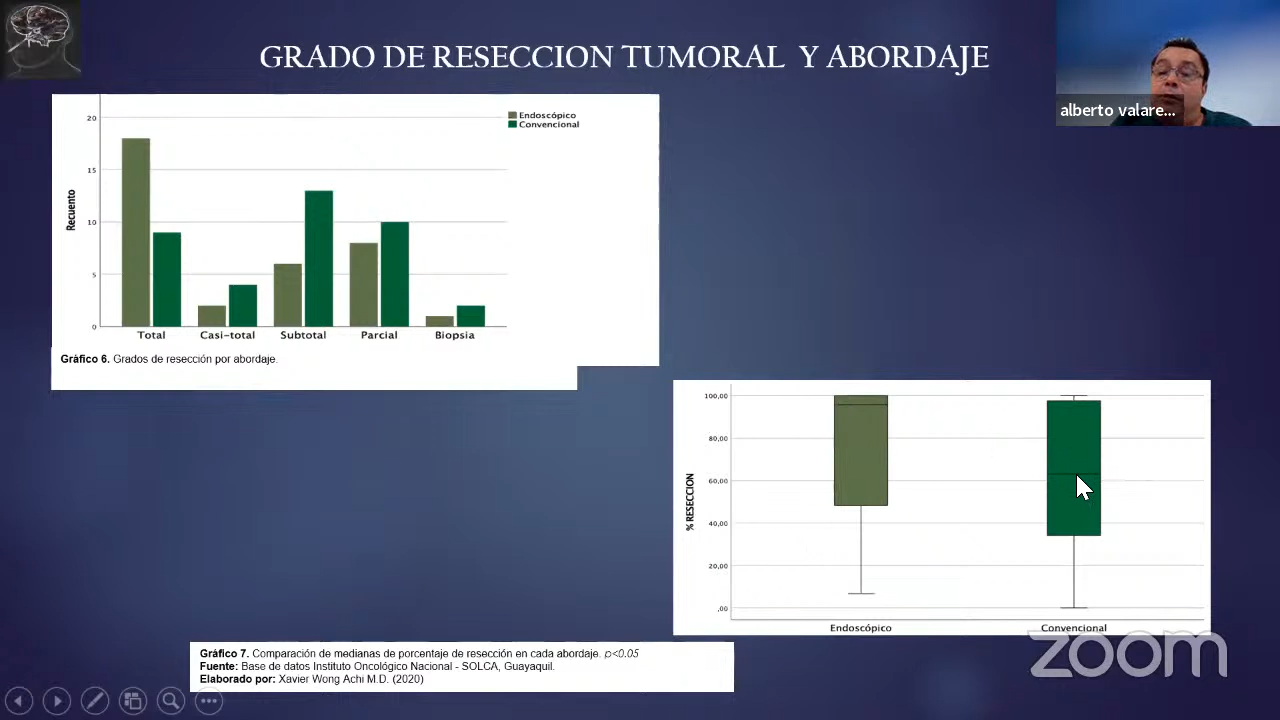 GRADO DE RESECCION TUMORAL Y ABORDAJE
alberto valare...
20
15
10
5
0
Recuento
Endoscópico
Convencional
Total Casi-total Subtotal Parcial Biopsia
Gráfico 6. Grados de resección por abordaje.
100,00
80,00
60,00
40,00
20,00
,00
% RESECCION
Endoscópico Convencional
Gráfico 7. Comparación de medianas de porcentaje de resección en cada abordaje. p<0.05
Fuente: Base de datos Instituto Oncológico Nacional - SOLCA, Guayaquil.
Elaborado por: Xavier Wong Achi M.D. (2020)
zoom